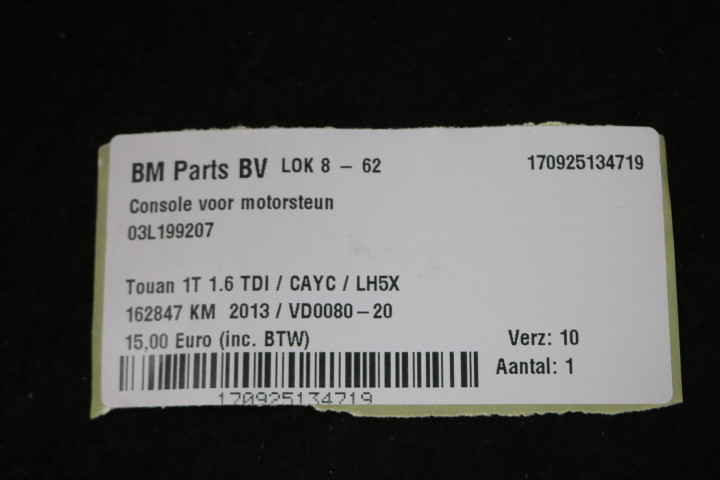 BM Parts BV LOK 8 - 62 170925134719
Console voor motorsteun
03L199207
Touan 1T 1.6 TDI / CAYC / LH5X
162847 KM 2013 / VD0080-20
15,00 Euro (inc. BTW) Verz: 10
Aantal: 1
170925134719